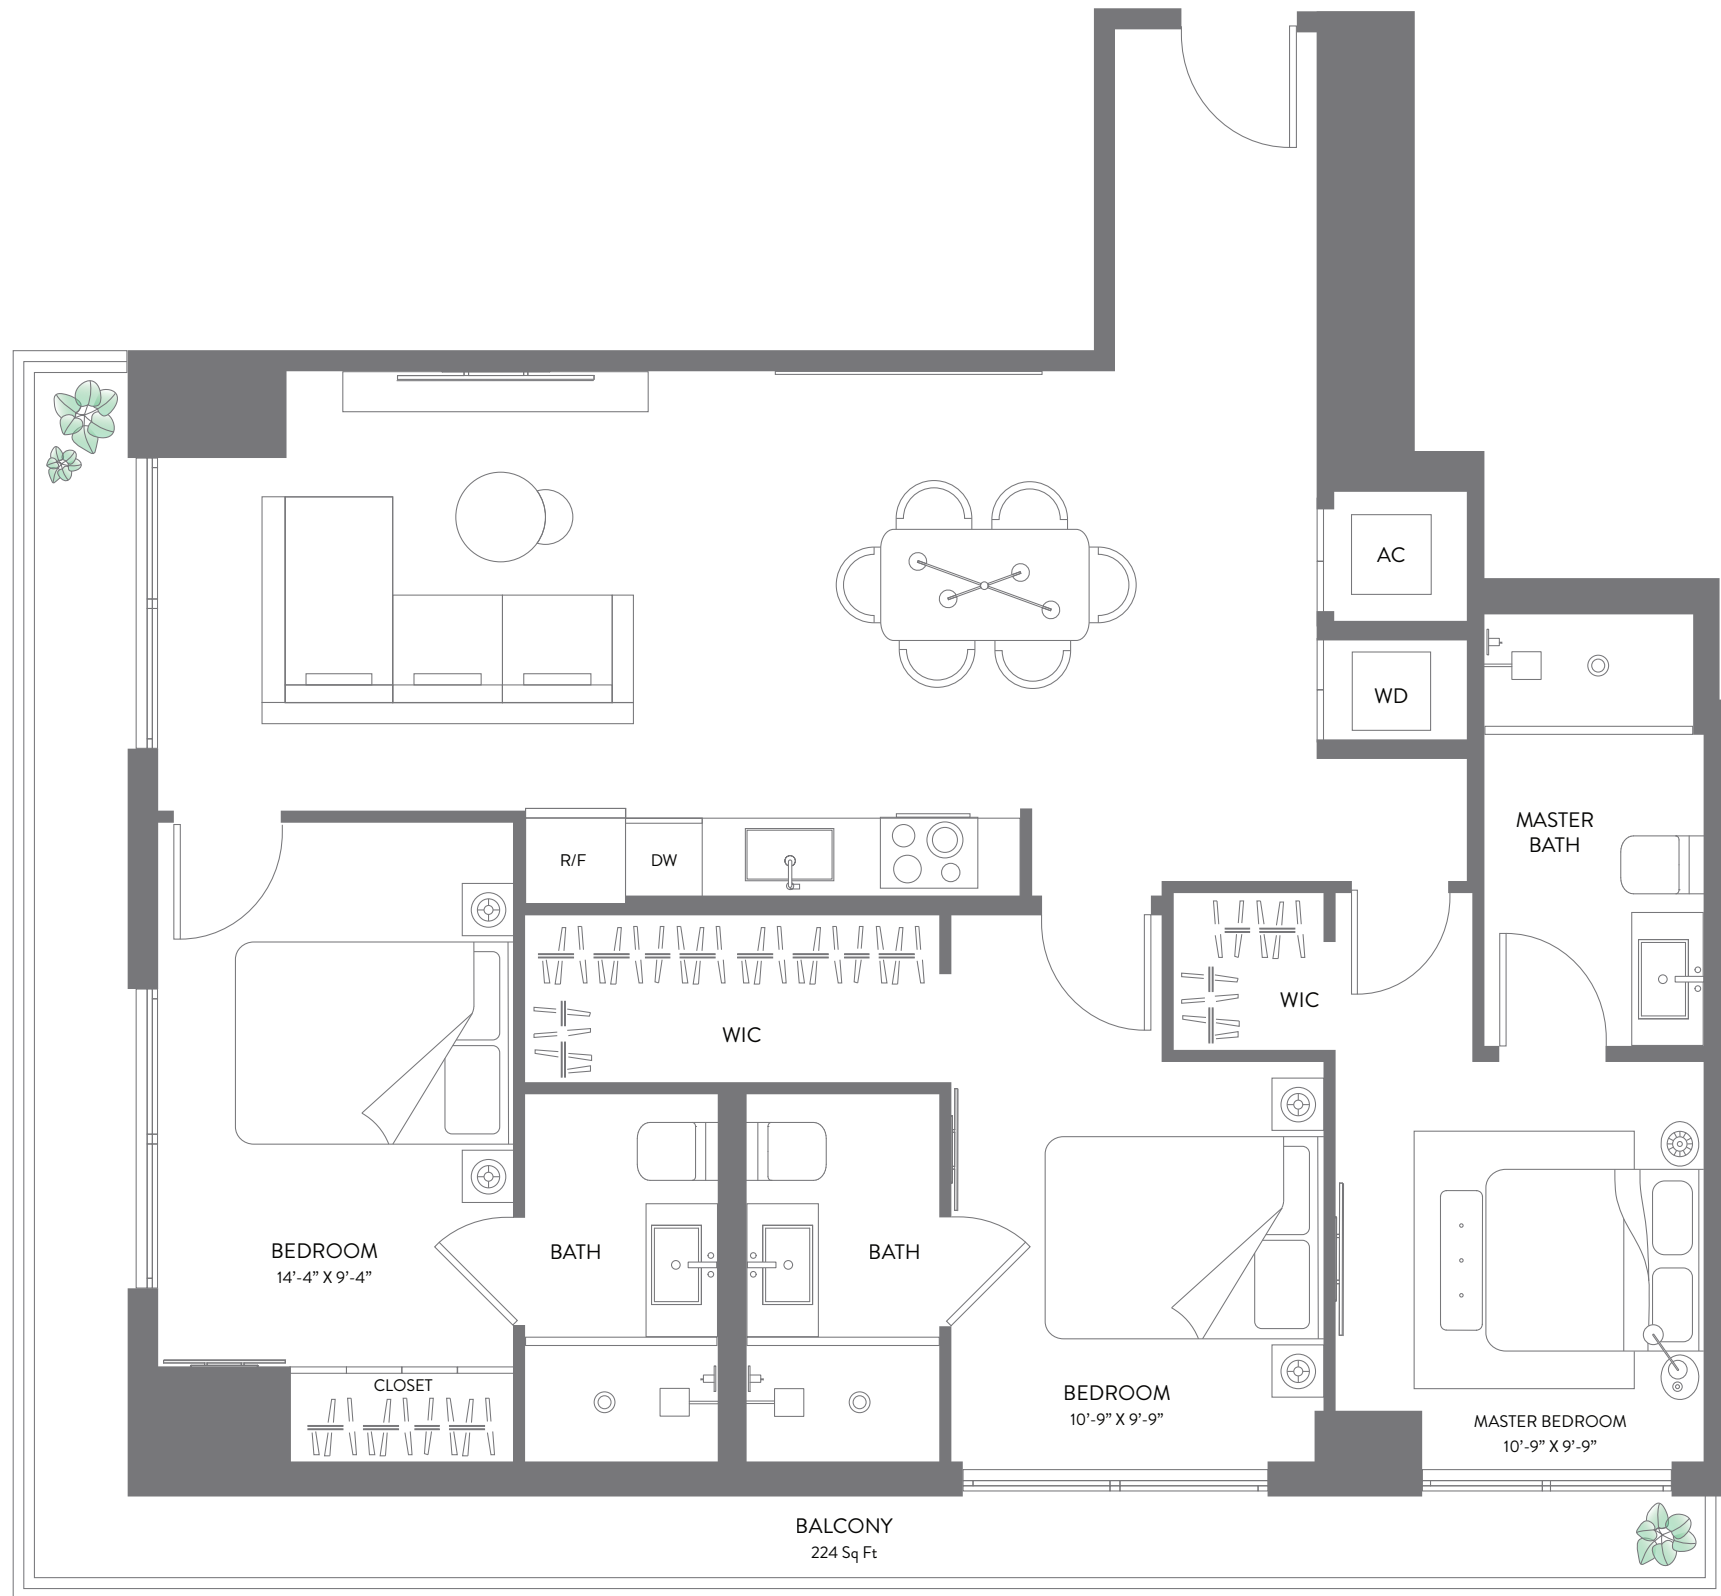 AC
WD
MASTER
BATH
R/F
DW
WIC
WIC
BEDROOM
14’-4” X 9’-4”
BATH
BATH
CLOSET
BEDROOM
10’-9” X 9’-9”
MASTER BEDROOM
10’-9” X 9’-9”
BALCONY
224 Sq Ft